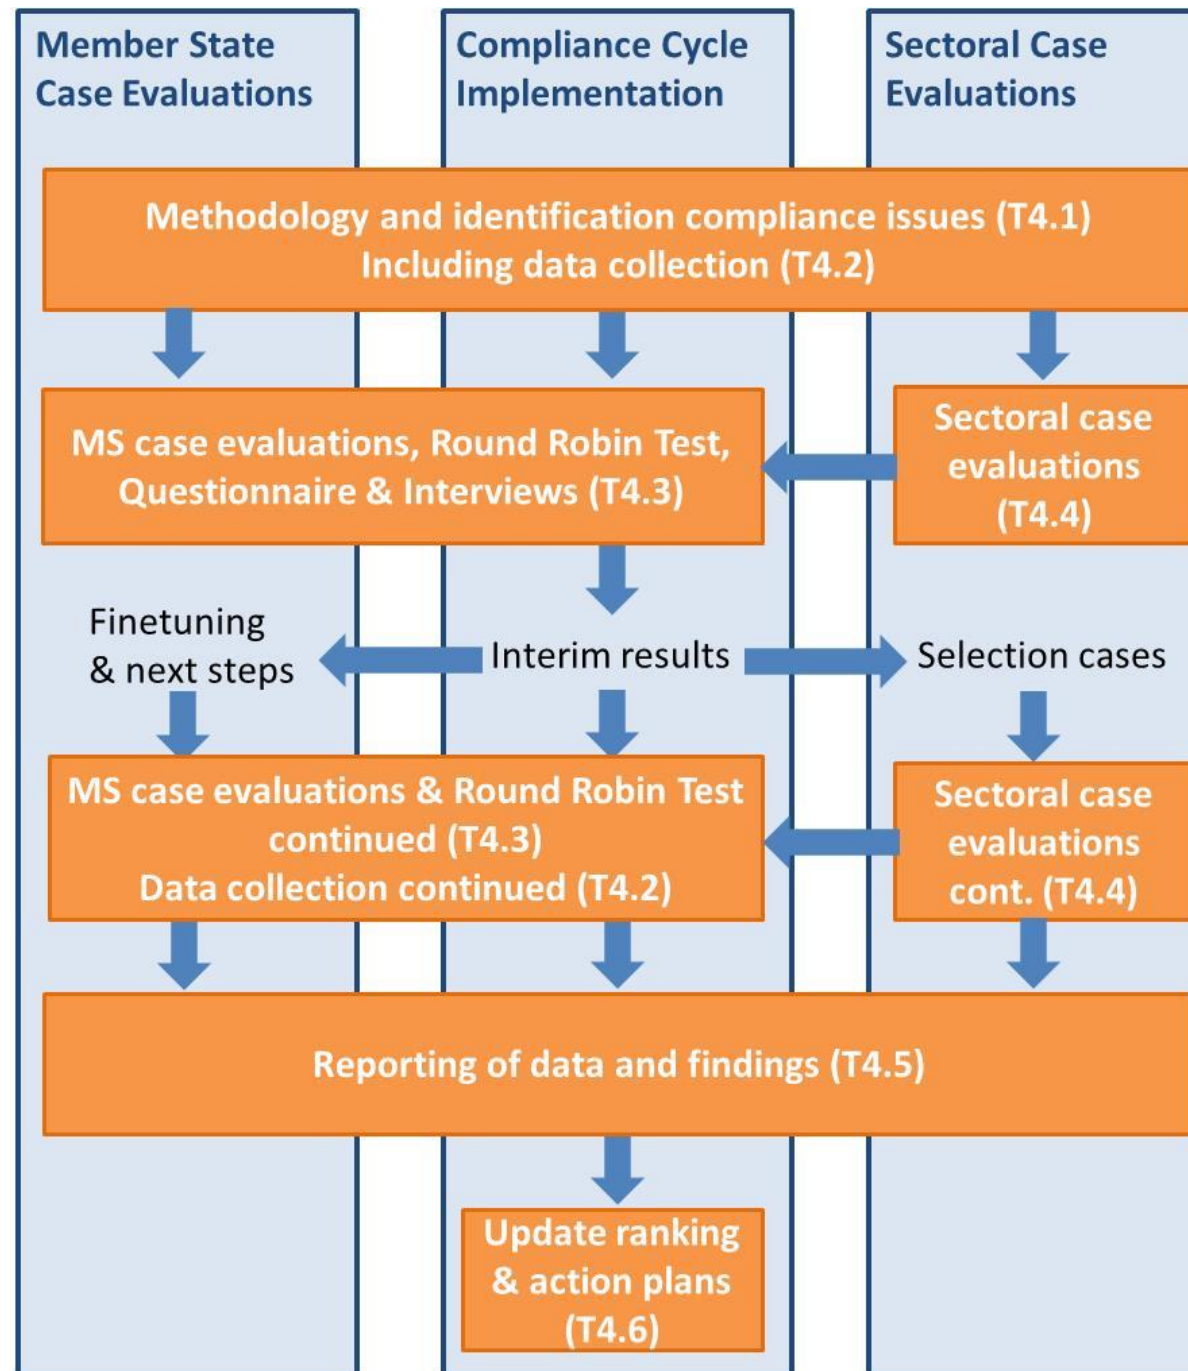 Member State
Case Evaluations
Compliance Cycle
Implementation
Sectoral Case
Evaluations
Methodology and identification compliance issues (T4.1)
Including data collection (T4.2)
MS case evaluations, Round Robin Test,
Questionnaire & Interviews (T4.3)
Sectoral case
evaluations
(T4.4)
Finetuning
& next steps
Interim results
Selection cases
MS case evaluations & Round Robin Test
continued (T4.3)
Data collection continued (T4.2)
Sectoral case
evaluations
cont. (T4.4)
Reporting of data and findings (T4.5)
Update ranking
& action plans
(T4.6)